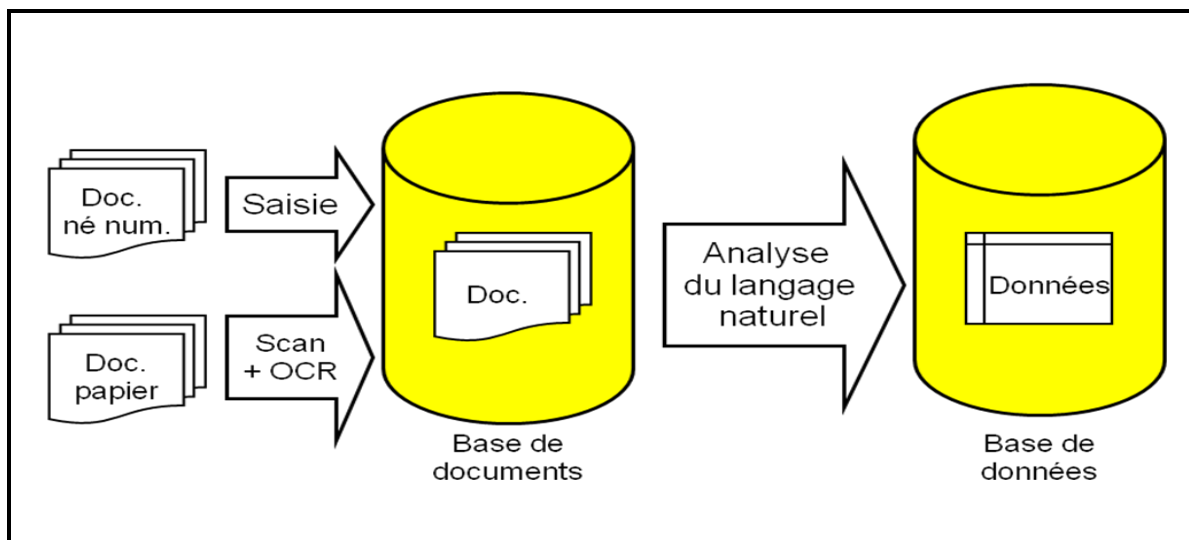 Doc.
né num.
Saisie
Doc.
papier
Scan
+ OCR
Doc.
Base de
documents
Analyse
du langage
naturel
Données
Base de
données